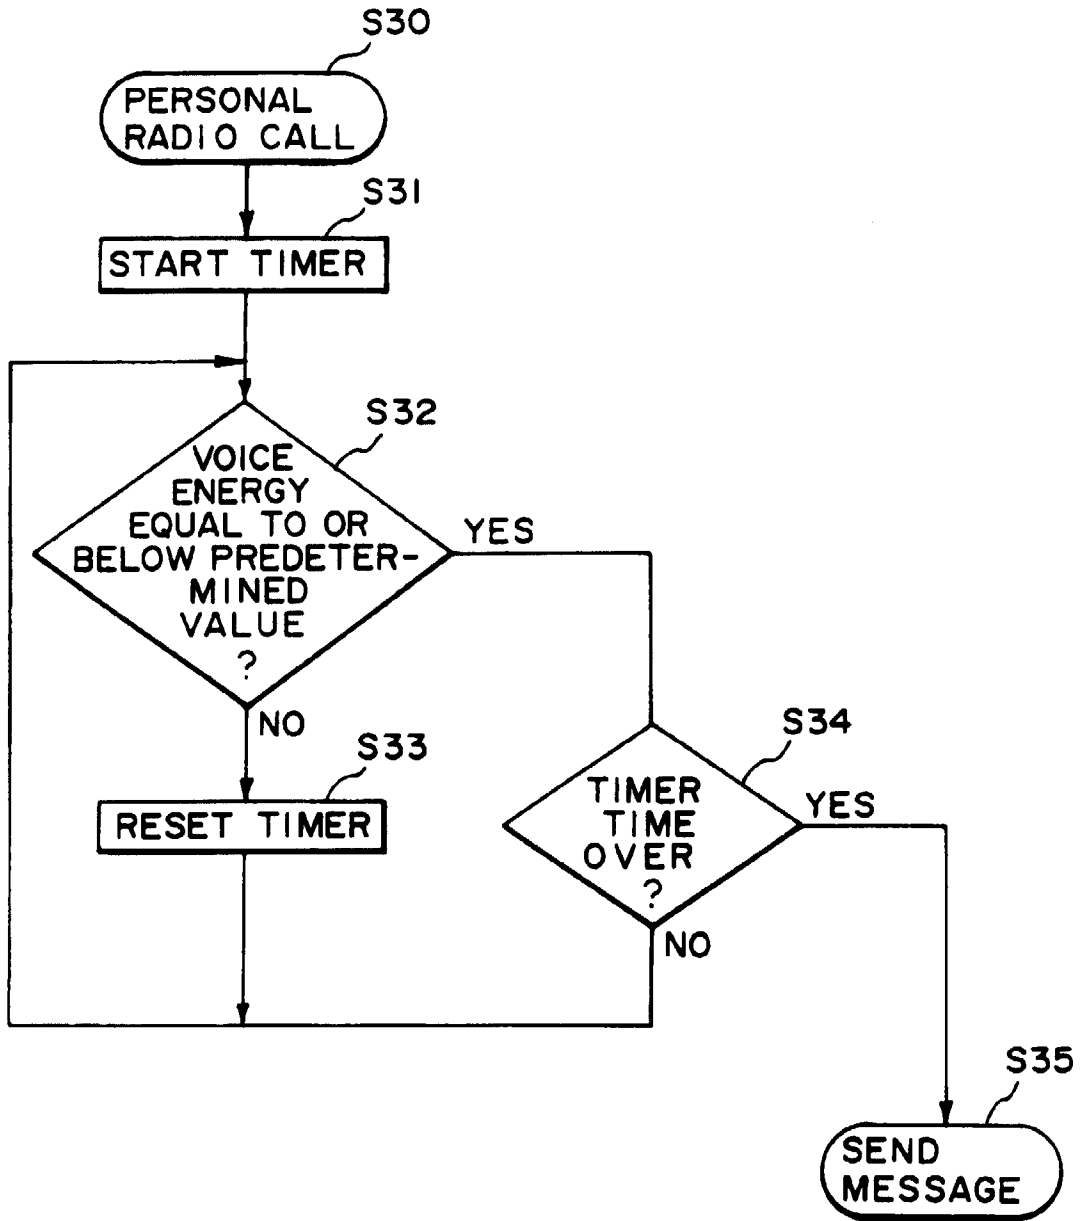 S30
PERSONAL
RADIO CALL
S31
START TIMER
S32
VOICE
ENERGY
EQUAL TO OR
BELOW PREDETER-
MINED
VALUE
?
YES
NO
S33
RESET TIMER
S34
TIMER
TIME
OVER
?
YES
NO
S35
SEND
MESSAGE